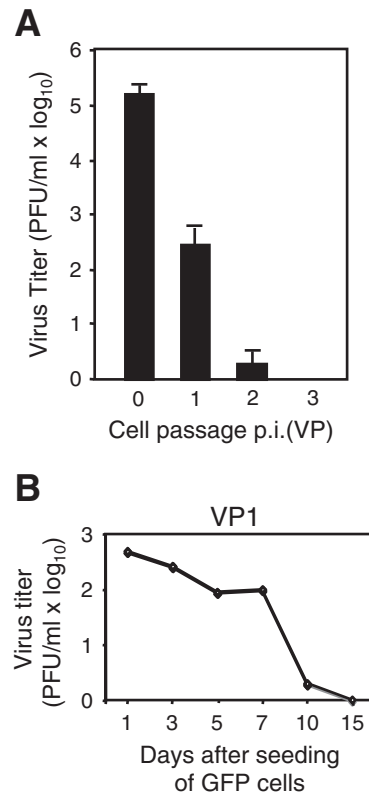 A
Virus Titer (PFU/ml x log₁₀)
6
5
4
3
2
1
0
0 1 2 3
Cell passage p.i.(VP)
B
VP1
Virus titer
(PFU/ml x log₁₀)
3
2
1
0
1 3 5 7 10 15
Days after seeding
of GFP cells